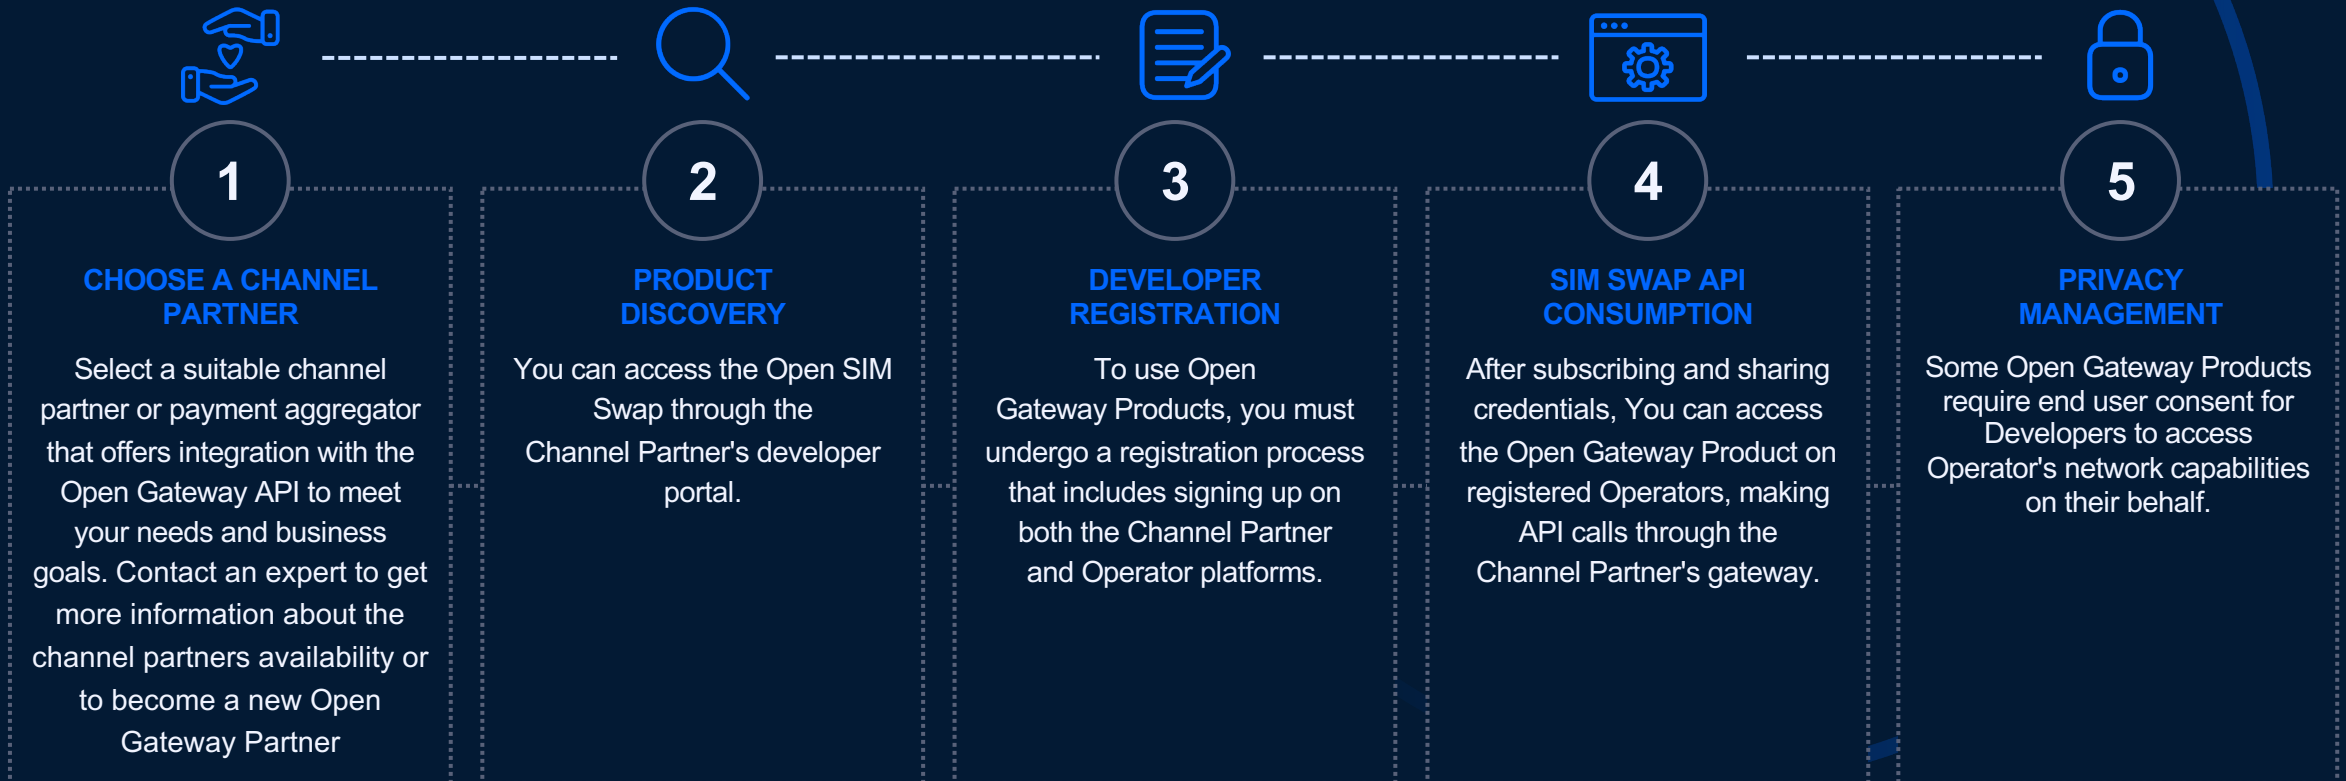 1
CHOOSE A CHANNEL
PARTNER
Select a suitable channel
partner or payment aggregator
that offers integration with the
Open Gateway API to meet
your needs and business
goals. Contact an expert to get
more information about the
channel partners availability or
to become a new Open
Gateway Partner
2
PRODUCT
DISCOVERY
You can access the Open SIM
Swap through the
Channel Partner's developer
portal.
3
DEVELOPER
REGISTRATION
To use Open
Gateway Products, you must
undergo a registration process
that includes signing up on
both the Channel Partner
and Operator platforms.
4
SIM SWAP API
CONSUMPTION
After subscribing and sharing
credentials, You can access
the Open Gateway Product on
registered Operators, making
API calls through the
Channel Partner's gateway.
5
PRIVACY
MANAGEMENT
Some Open Gateway Products
require end user consent for
Developers to access
Operator's network capabilities
on their behalf.